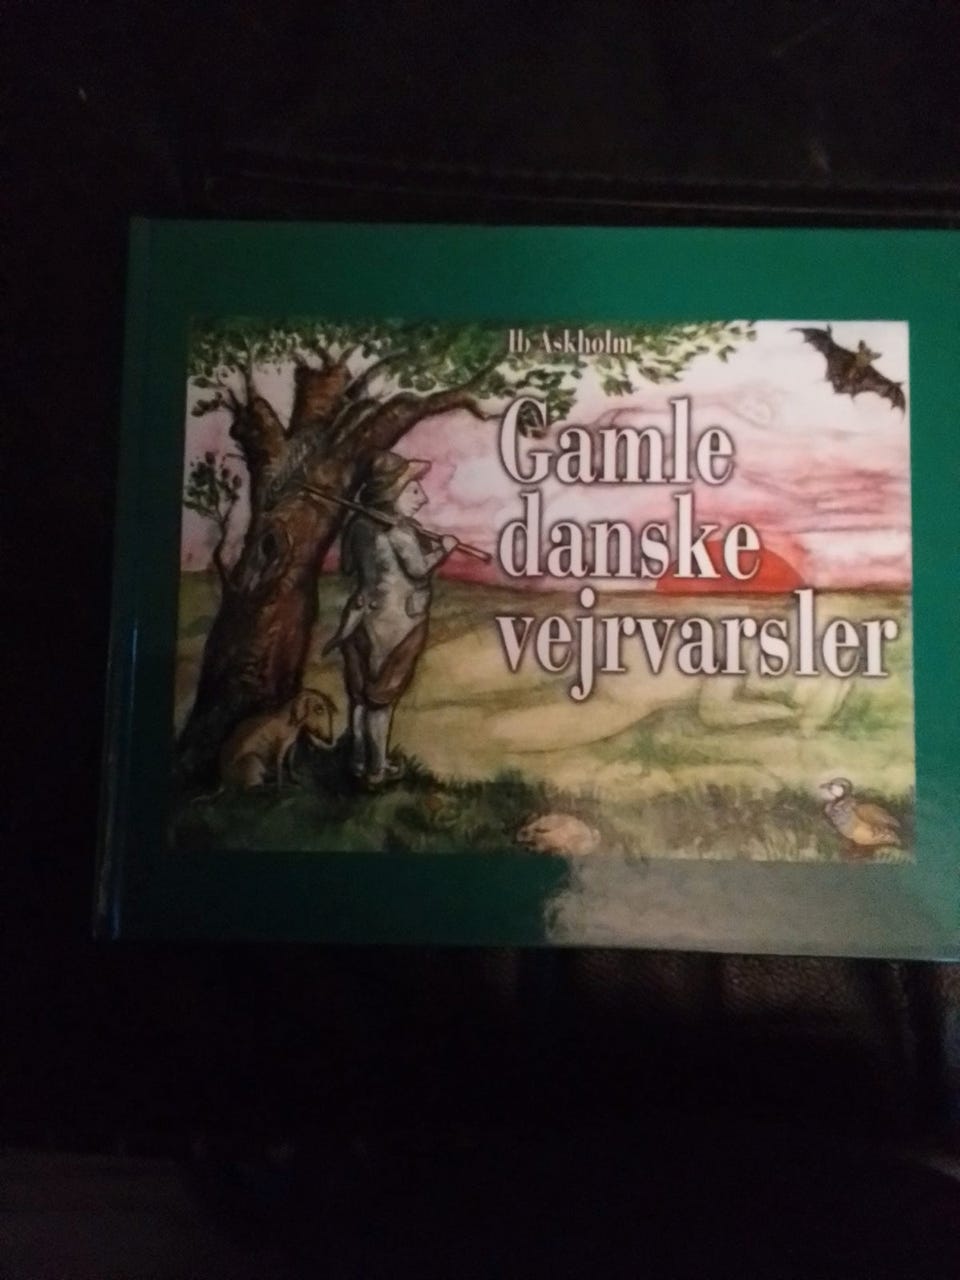 Ib Askholm
Gamle
danske
vejrvarsler